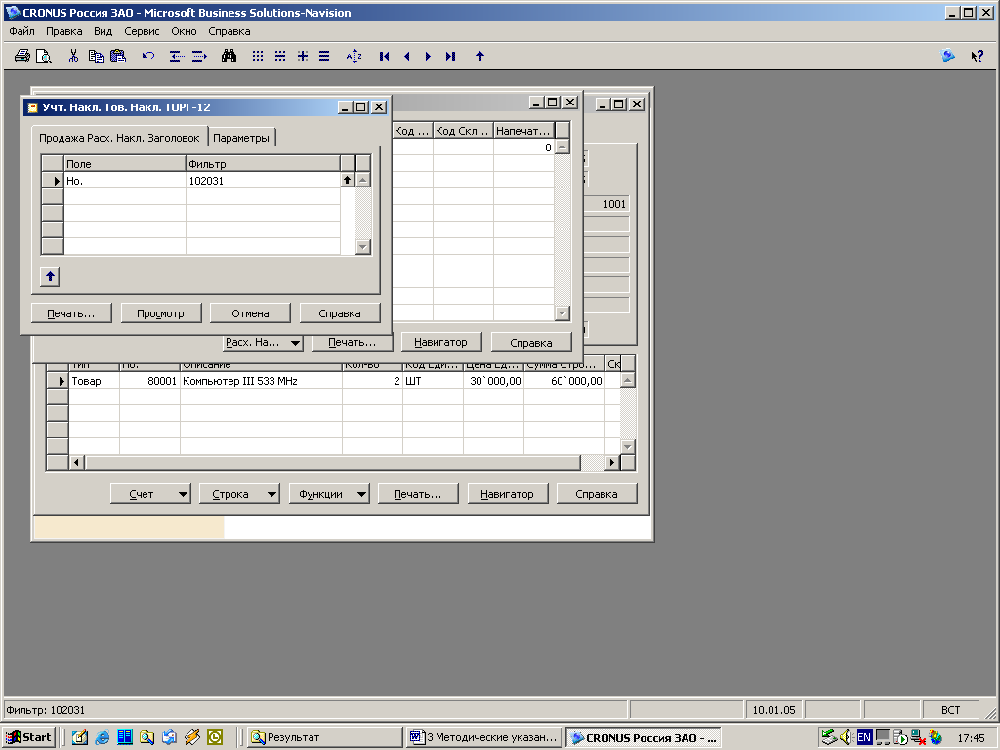 CRONUS Россия ЗАО - Microsoft Business Solutions-Navision
Файл Правка Вид Сервис Окно Справка
Учт. Накл. Тов. Накл. ТОРГ-12
Продажа Расх. Накл. Заголовок Параметры
Поле Фильтр
Но. 102031
Печать... Просмотр Отмена Справка
Код ... Код Скл... Напечат...
0
1001
Расх. На... Печать... Навигатор Справка
Тип Но. Описание Кол-во Код Еди... Цена Ед... Сумма Стро... Ск
Товар 80001 Компьютер III 533 MHz 2 ШТ 30`000,00 60`000,00
Счет Строка Функции Печать... Навигатор Справка
Фильтр: 102031 10.01.05 ВСТ
Start Результат 3 Методические указан... CRONUS Россия ЗАО - ... EN 17:45